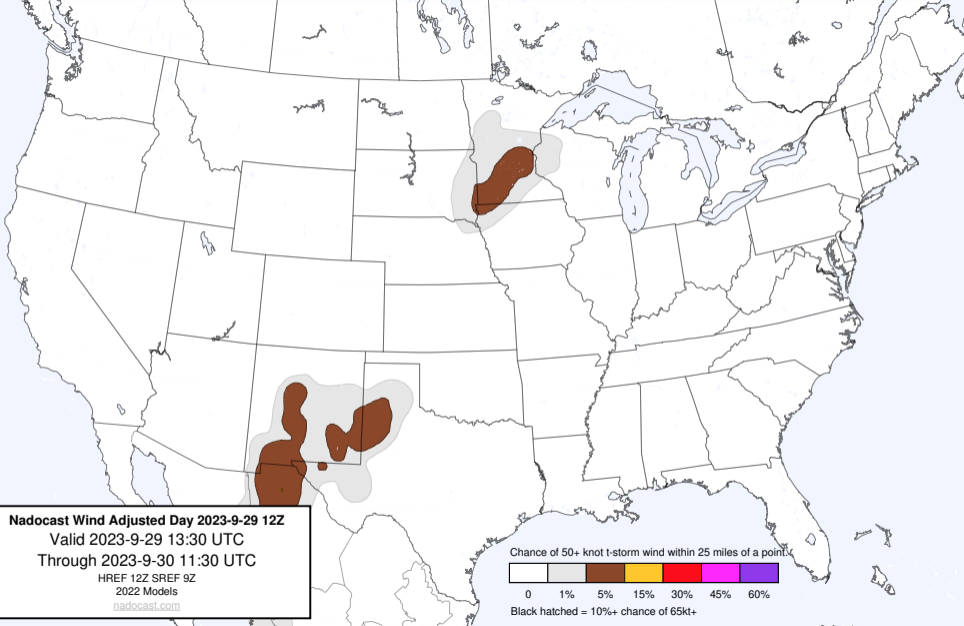 Nadocast Wind Adjusted Day 2023-9-29 12Z
Valid 2023-9-29 13:30 UTC
Through 2023-9-30 11:30 UTC
HREF 12Z SREF 9Z
2022 Models
nadocast.com
Chance of 50+ knot t-storm wind within 25 miles of a point.
0 1% 5% 15% 30% 45% 60%
Black hatched = 10%+ chance of 65kt+